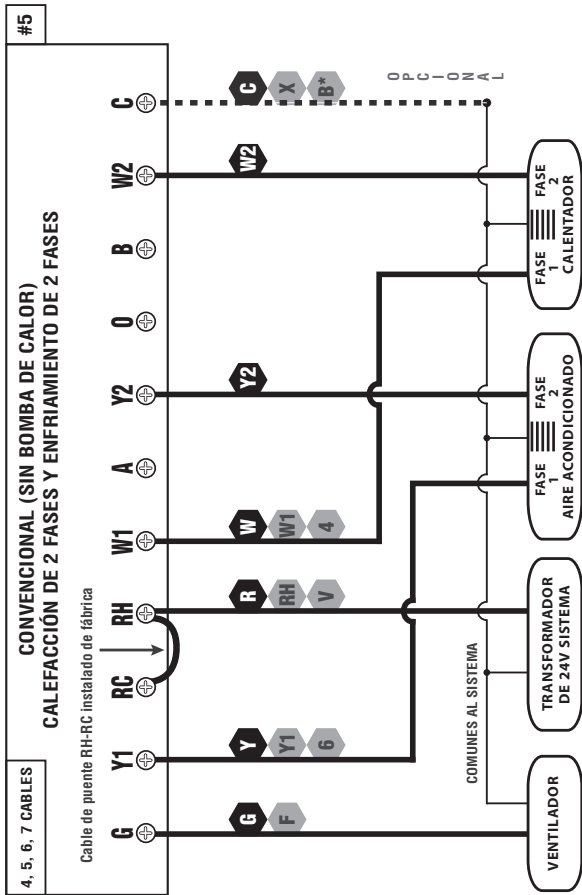 4, 5, 6, 7 CABLES
CONVENCIONAL (SIN BOMBA DE CALOR)
CALEFACCIÓN DE 2 FASES Y ENFRIAMIENTO DE 2 FASES
#5
Cable de puente RH-RC instalado de fábrica
G Y1 RC RH W1 A Y2 O B W2 C
G Y R W Y2 W2 C
F Y1 RH W1 X
6 V 4 B*
OPCIONAL
COMUNES AL SISTEMA
VENTILADOR
TRANSFORMADOR
DE 24V SISTEMA
FASE 1 FASE 2
AIRE ACONDICIONADO
FASE 1 FASE 2
CALENTADOR